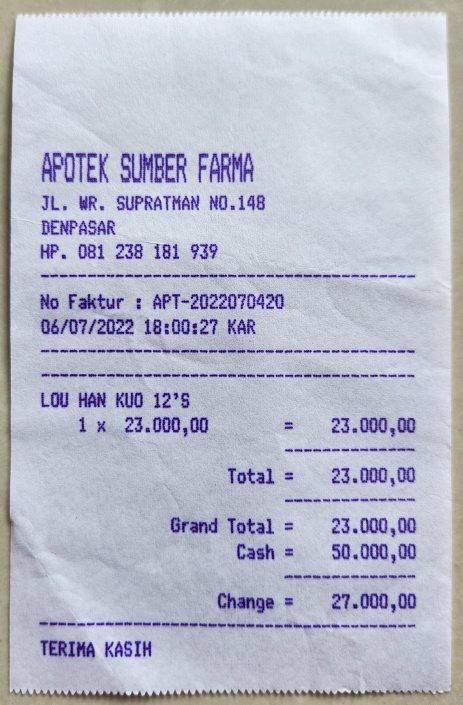 APOTEK SUMBER FARMA
JL. WR. SUPRATMAN NO.148
DENPASAR
HP. 081 238 181 939
No Faktur : APT-2022070420
06/07/2022 18:00:27 KAR
LOU HAN KUO 12'S
1 x 23.000,00 = 23.000,00
Total = 23.000,00
Grand Total = 23.000,00
Cash = 50.000,00
Change = 27.000,00
TERIMA KASIH